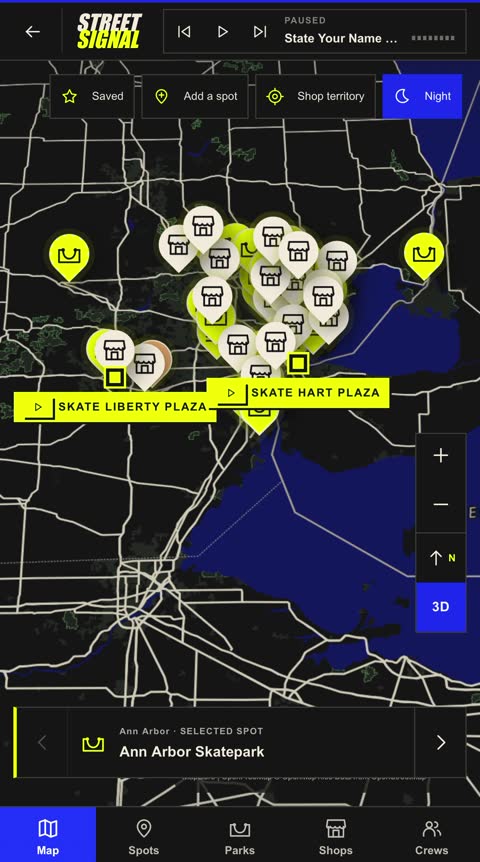 STREET
SIGNAL
PAUSED
State Your Name ...
Saved
Add a spot
Shop territory
Night
SKATE LIBERTY PLAZA
SKATE HART PLAZA
E
N
3D
Ann Arbor · SELECTED SPOT
Ann Arbor Skatepark
Map
Spots
Parks
Shops
Crews